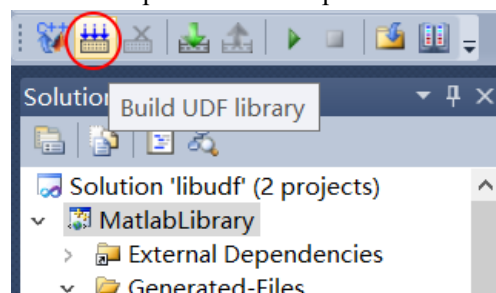 Solution
Build UDF library
Solution 'libudf' (2 projects)
MatlabLibrary
External Dependencies
Generated-Files